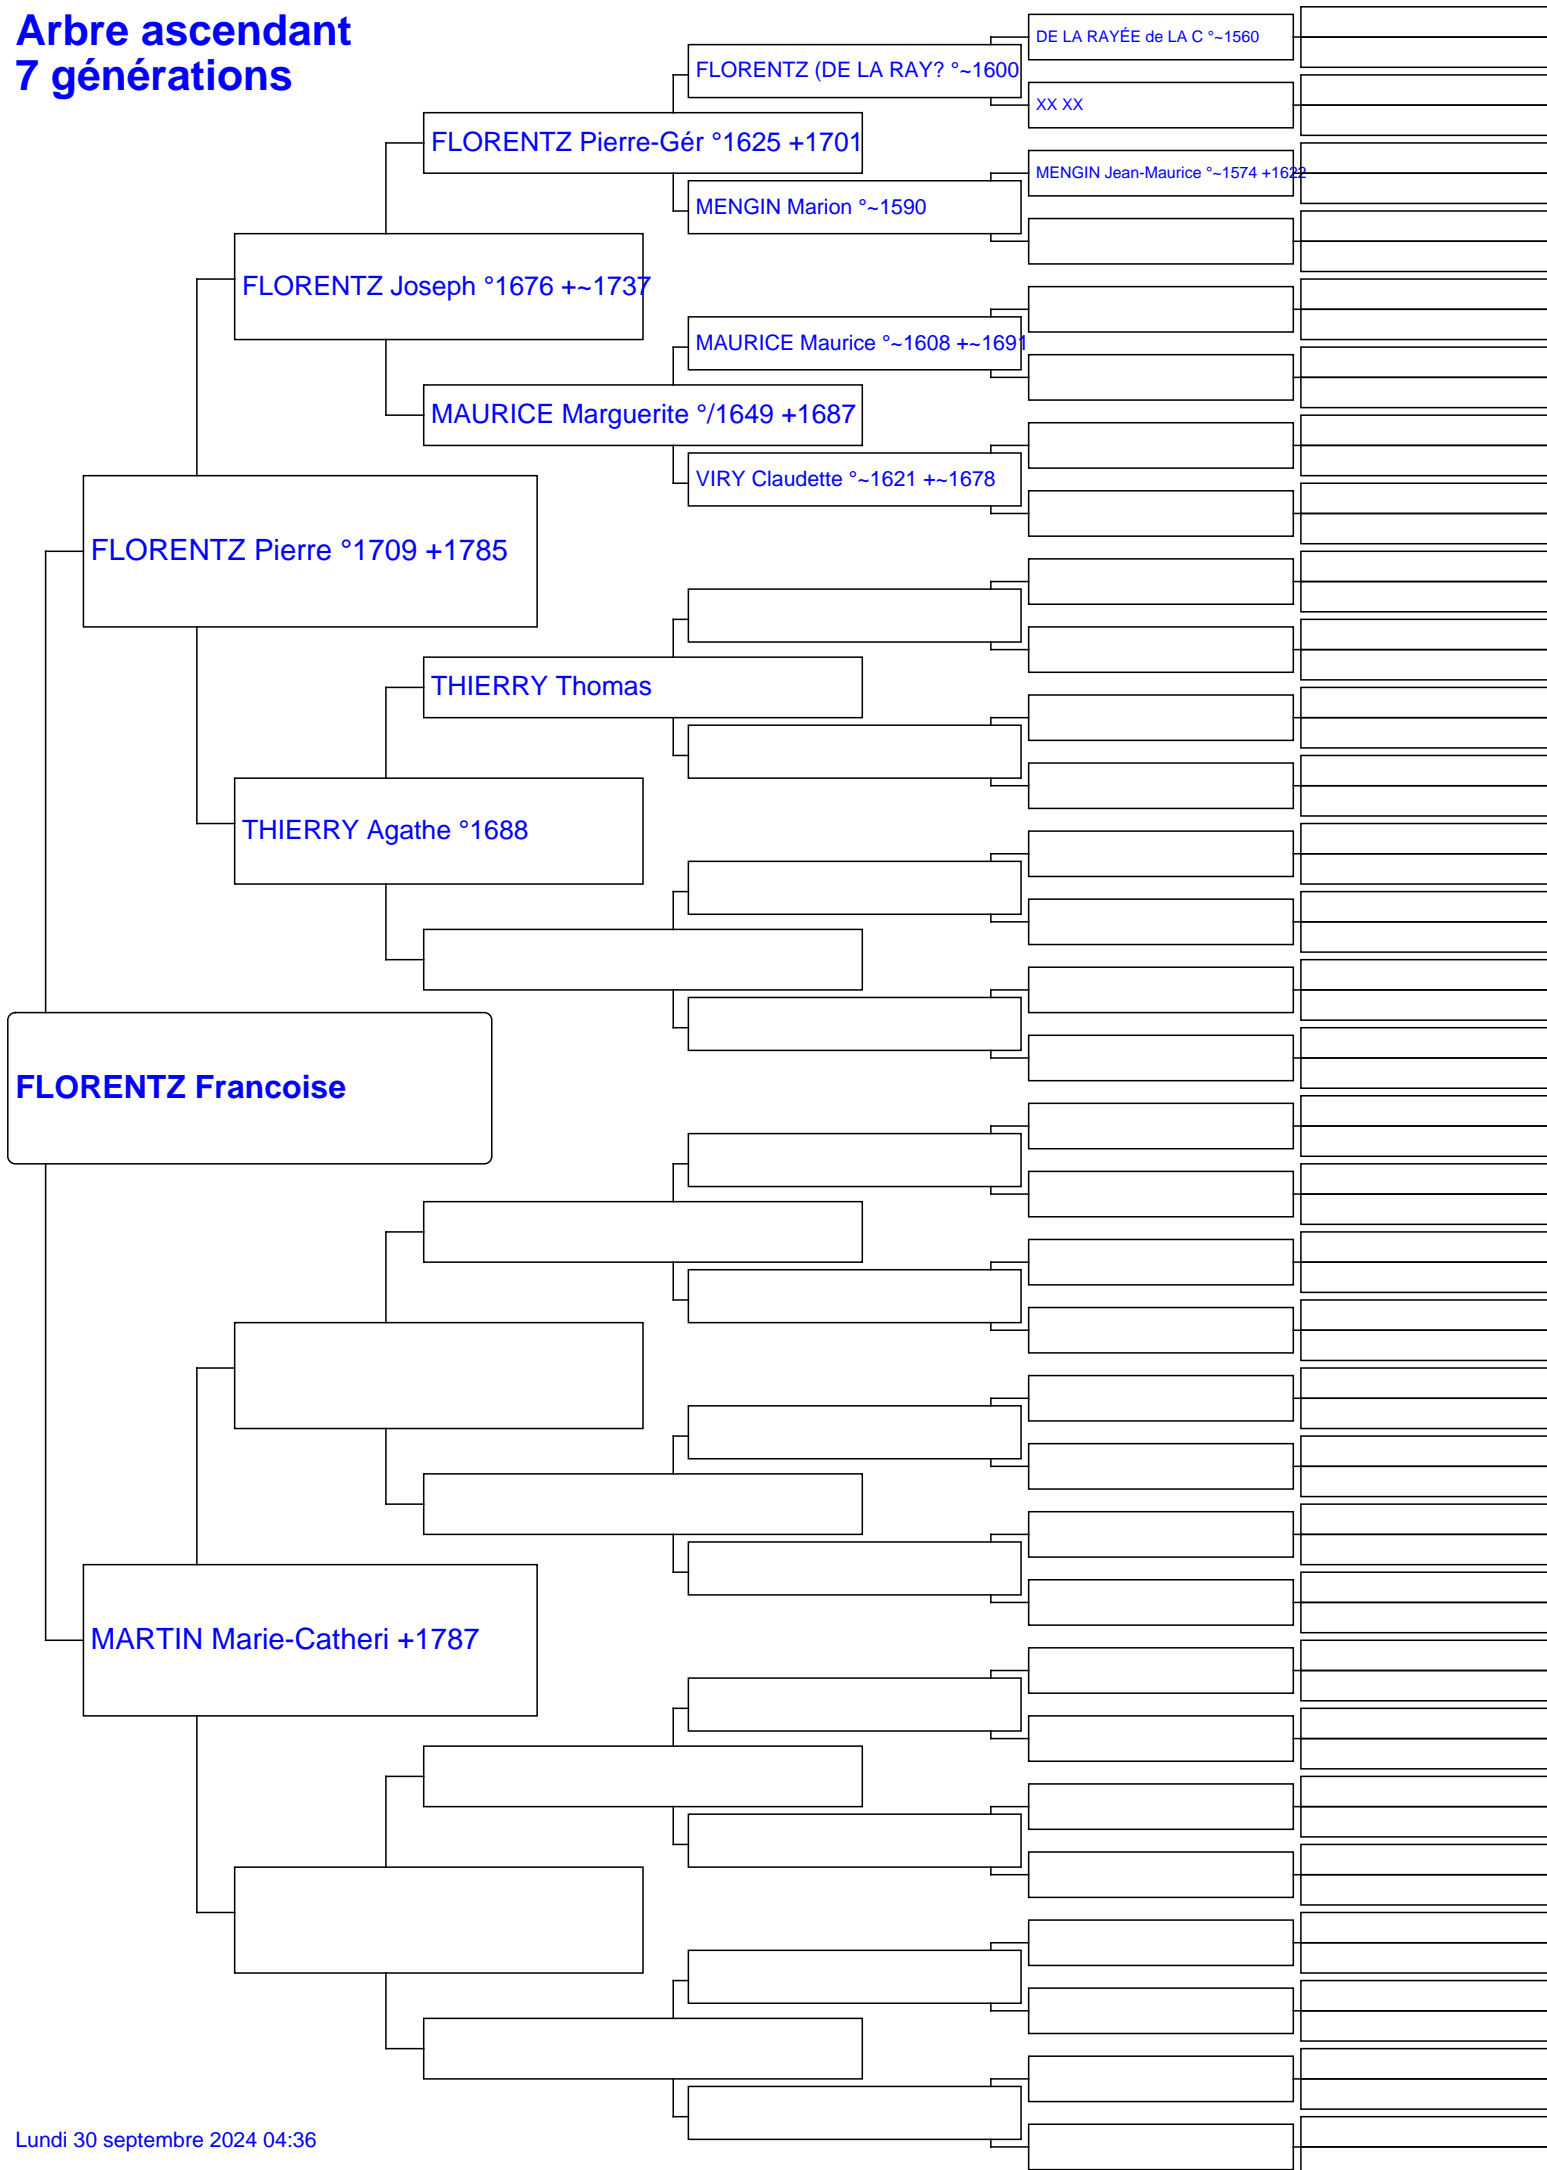 Arbre ascendant
7 générations
DE LA RAYÉE de LA C °~1560
FLORENTZ (DE LA RAY? °~1600
XX XX
FLORENTZ Pierre-Gér °1625 +1701
MENGIN Jean-Maurice °~1574 +1622
MENGIN Marion °~1590
FLORENTZ Joseph °1676 +~1737
MAURICE Maurice °~1608 +~1691
MAURICE Marguerite °/1649 +1687
VIRY Claudette °~1621 +~1678
FLORENTZ Pierre °1709 +1785
THIERRY Thomas
THIERRY Agathe °1688
FLORENTZ Francoise
MARTIN Marie-Catheri +1787
Lundi 30 septembre 2024 04:36